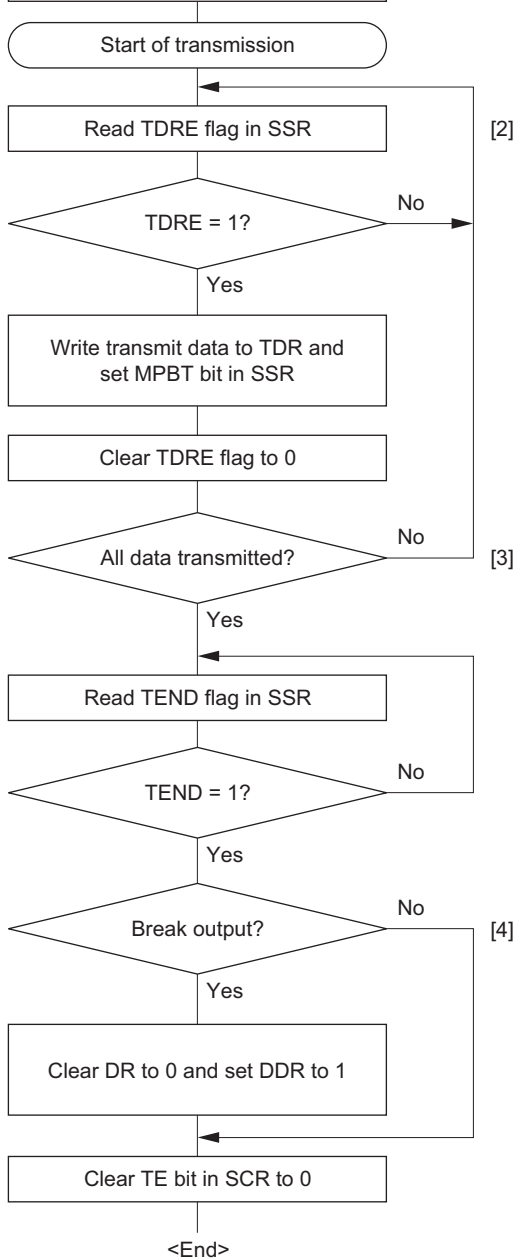 Start of transmission
Read TDRE flag in SSR
[2]
No
TDRE = 1?
Yes
Write transmit data to TDR and
set MPBT bit in SSR
Clear TDRE flag to 0
No
All data transmitted?
[3]
Yes
Read TEND flag in SSR
No
TEND = 1?
Yes
No
Break output?
[4]
Yes
Clear DR to 0 and set DDR to 1
Clear TE bit in SCR to 0
<End>